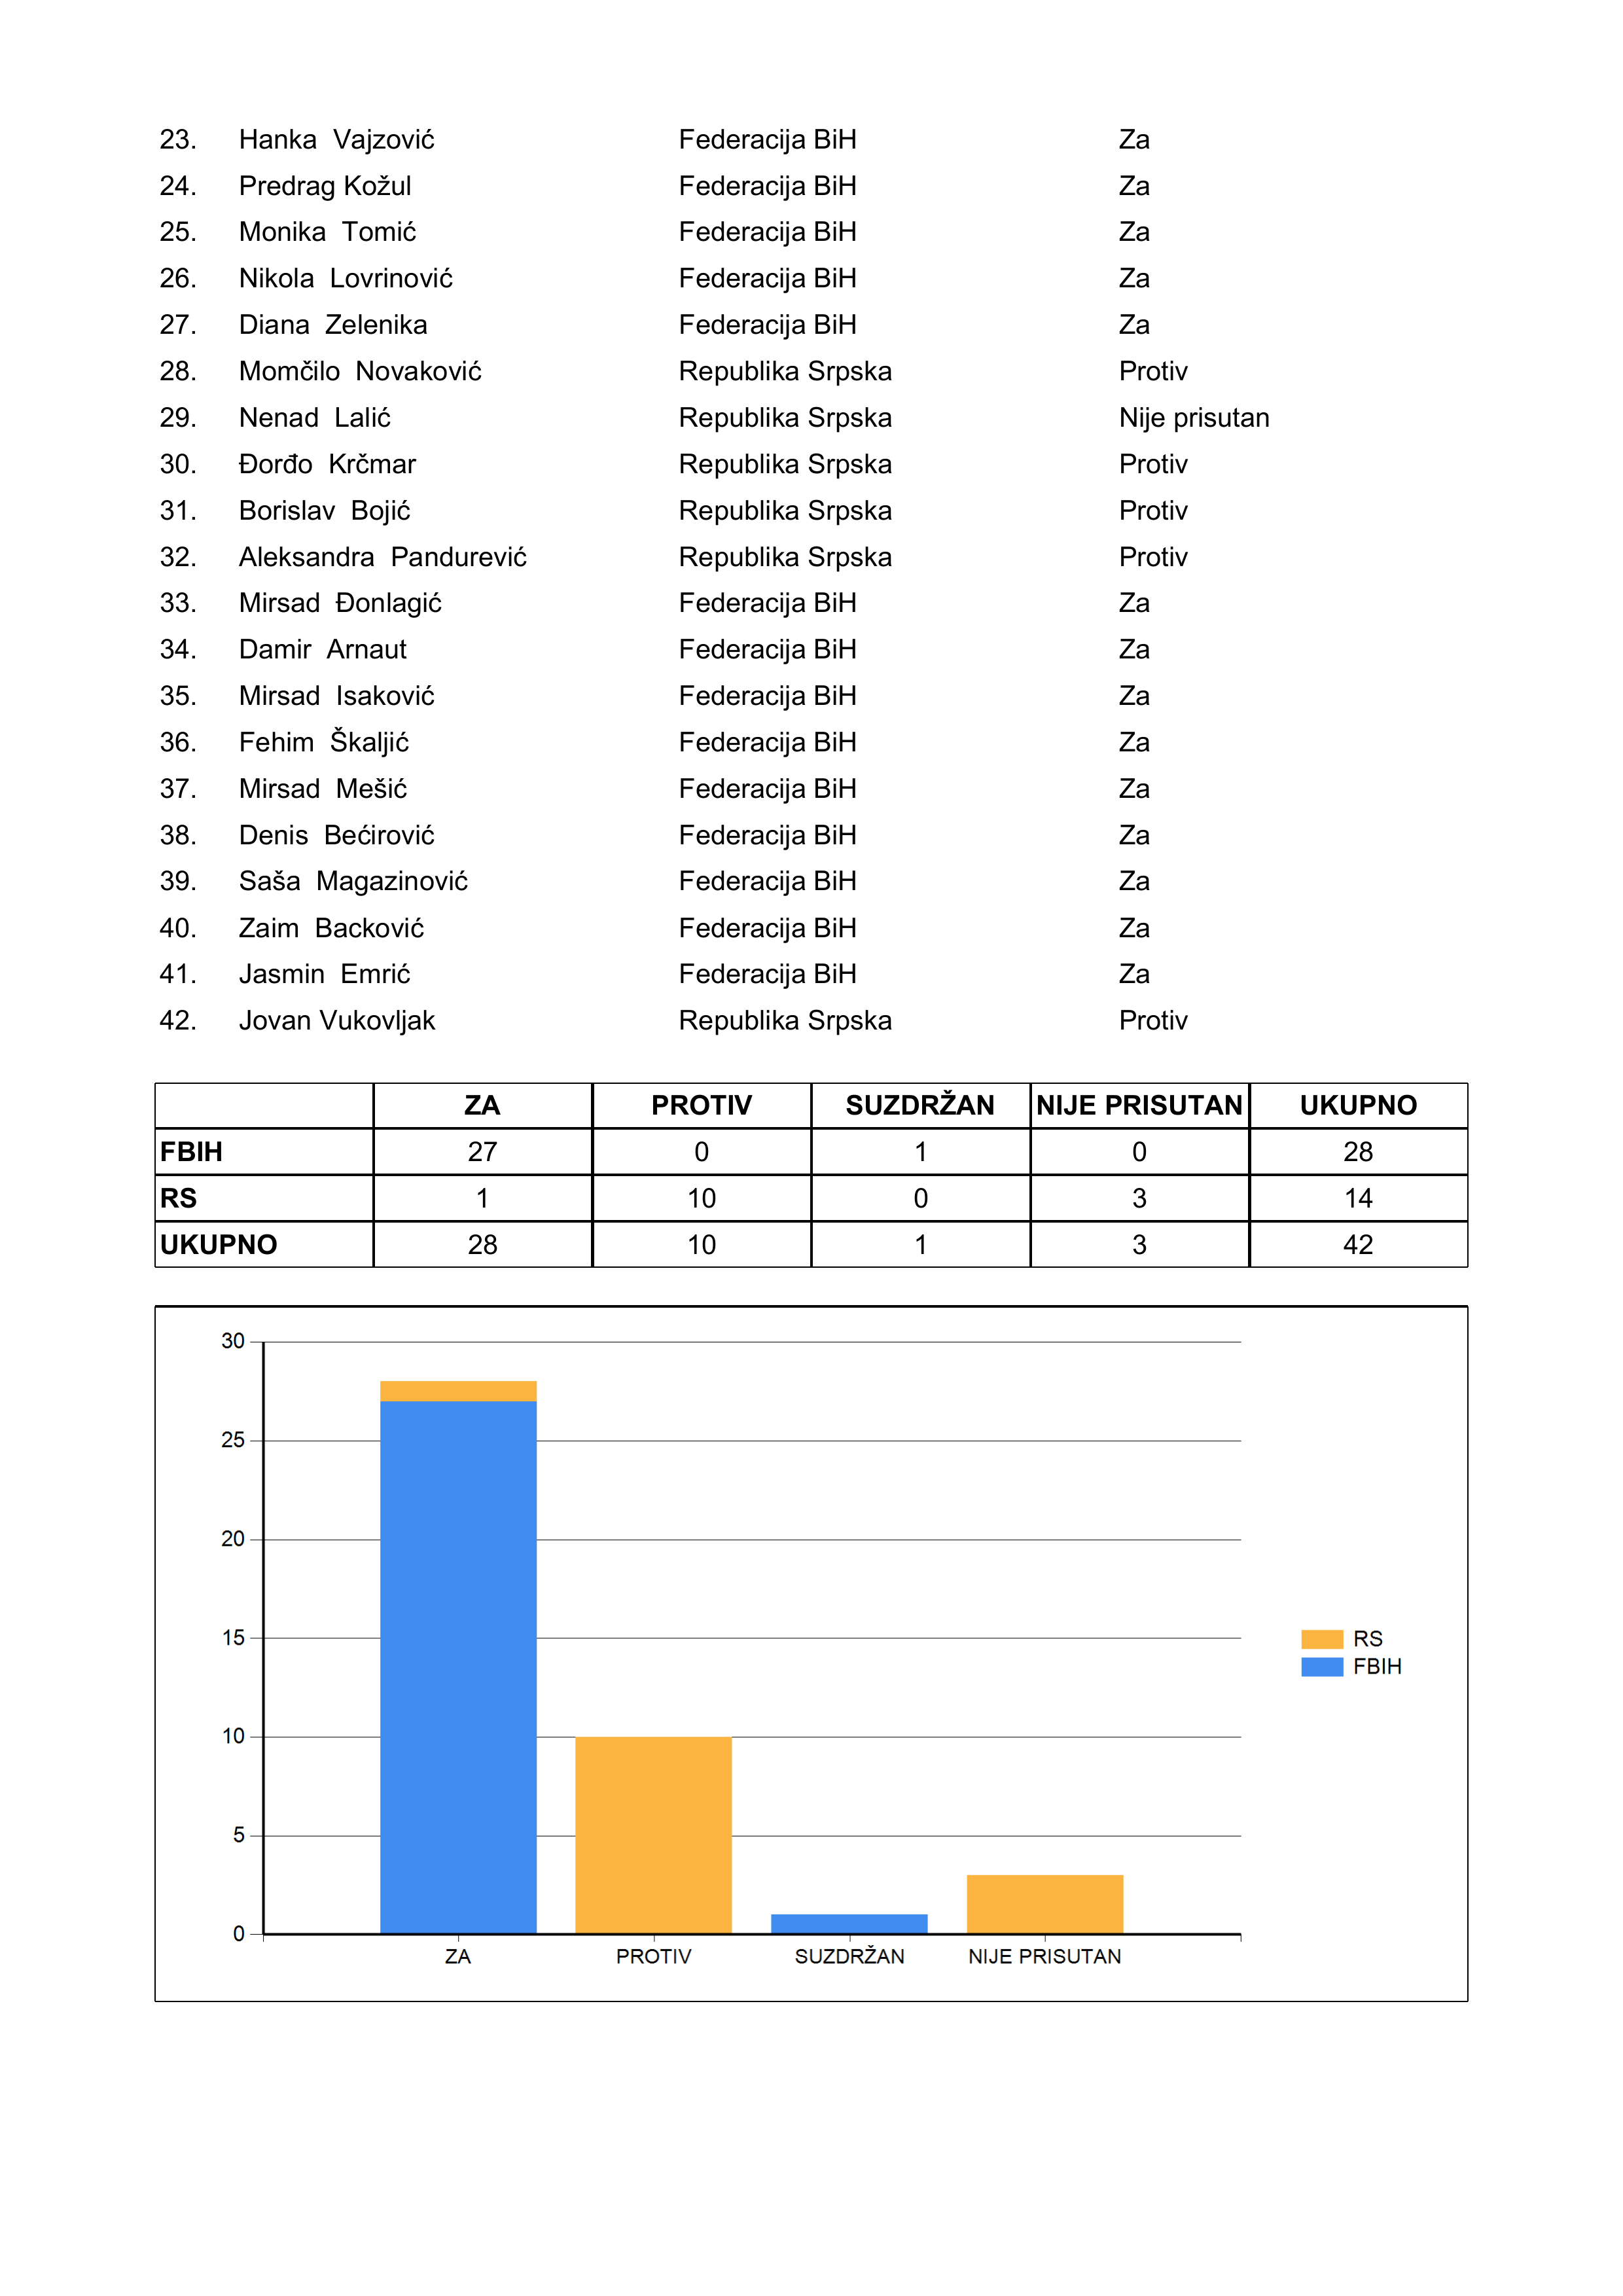 23. Hanka Vajzović Federacija BiH Za
24. Predrag Kožul Federacija BiH Za
25. Monika Tomić Federacija BiH Za
26. Nikola Lovrinović Federacija BiH Za
27. Diana Zelenika Federacija BiH Za
28. Momčilo Novaković Republika Srpska Protiv
29. Nenad Lalić Republika Srpska Nije prisutan
30. Đorđo Krčmar Republika Srpska Protiv
31. Borislav Bojić Republika Srpska Protiv
32. Aleksandra Pandurević Republika Srpska Protiv
33. Mirsad Đonlagić Federacija BiH Za
34. Damir Arnaut Federacija BiH Za
35. Mirsad Isaković Federacija BiH Za
36. Fehim Škaljić Federacija BiH Za
37. Mirsad Mešić Federacija BiH Za
38. Denis Bećirović Federacija BiH Za
39. Saša Magazinović Federacija BiH Za
40. Zaim Backović Federacija BiH Za
41. Jasmin Emrić Federacija BiH Za
42. Jovan Vukovljak Republika Srpska Protiv
ZA PROTIV SUZDRŽAN NIJE PRISUTAN UKUPNO
FBIH 27 0 1 0 28
RS 1 10 0 3 14
UKUPNO 28 10 1 3 42
30
25
20
15
10
5
0
ZA PROTIV SUZDRŽAN NIJE PRISUTAN
RS
FBIH